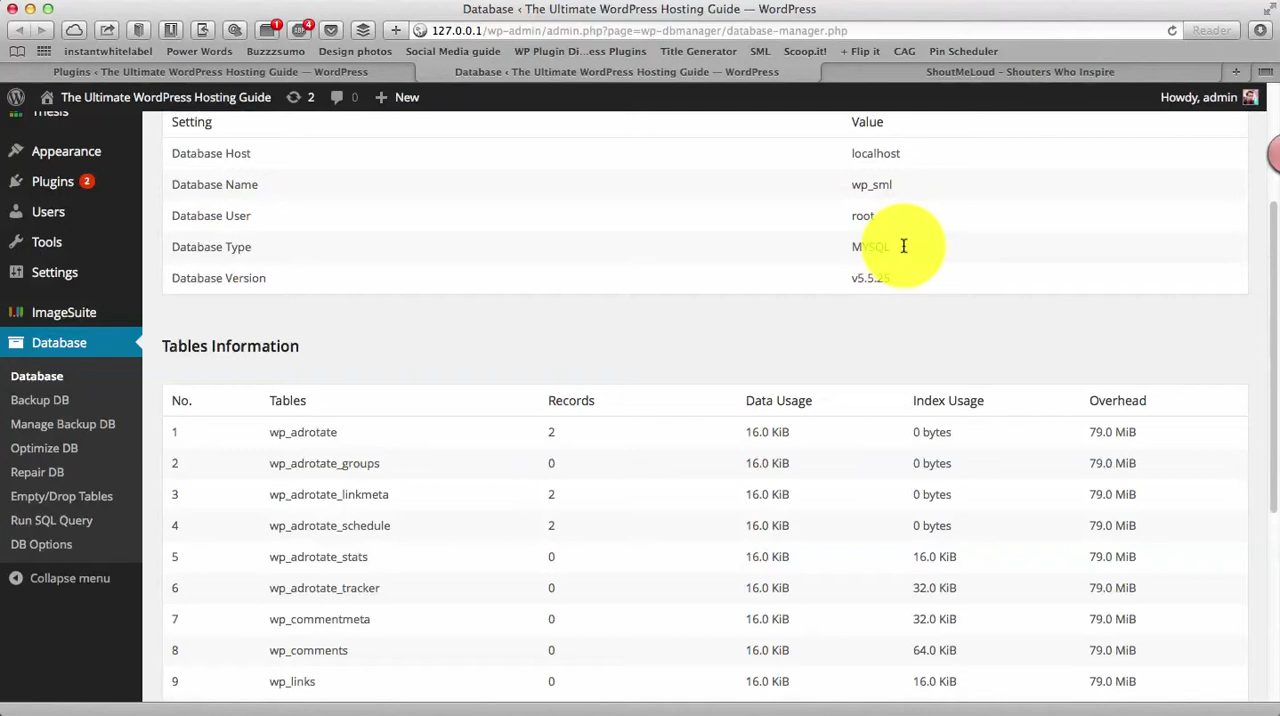 Database ‹ The Ultimate WordPress Hosting Guide — WordPress
1 4 127.0.0.1/wp-admin/admin.php?page=wp-dbmanager/database-manager.php Reader
instantwhitelabel Power Words Buzzzsumo Design photos Social Media guide WP Plugin Di...ess Plugins Title Generator SML Scoop.it! + Flip it CAG Pin Scheduler
Plugins ‹ The Ultimate WordPress Hosting Guide — WordPress Database ‹ The Ultimate WordPress Hosting Guide — WordPress ShoutMeLoud – Shouters Who Inspire +
The Ultimate WordPress Hosting Guide 2 0 + New Howdy, admin
Thesis
Appearance
Plugins 2
Users
Tools
Settings
ImageSuite
Database
Database
Backup DB
Manage Backup DB
Optimize DB
Repair DB
Empty/Drop Tables
Run SQL Query
DB Options
Collapse menu
Setting Value
Database Host localhost
Database Name wp_sml
Database User root
Database Type MYSQL
Database Version v5.5.25
Tables Information
No. Tables Records Data Usage Index Usage Overhead
1 wp_adrotate 2 16.0 KiB 0 bytes 79.0 MiB
2 wp_adrotate_groups 0 16.0 KiB 0 bytes 79.0 MiB
3 wp_adrotate_linkmeta 2 16.0 KiB 0 bytes 79.0 MiB
4 wp_adrotate_schedule 2 16.0 KiB 0 bytes 79.0 MiB
5 wp_adrotate_stats 0 16.0 KiB 16.0 KiB 79.0 MiB
6 wp_adrotate_tracker 0 16.0 KiB 32.0 KiB 79.0 MiB
7 wp_commentmeta 0 16.0 KiB 32.0 KiB 79.0 MiB
8 wp_comments 0 16.0 KiB 64.0 KiB 79.0 MiB
9 wp_links 0 16.0 KiB 16.0 KiB 79.0 MiB